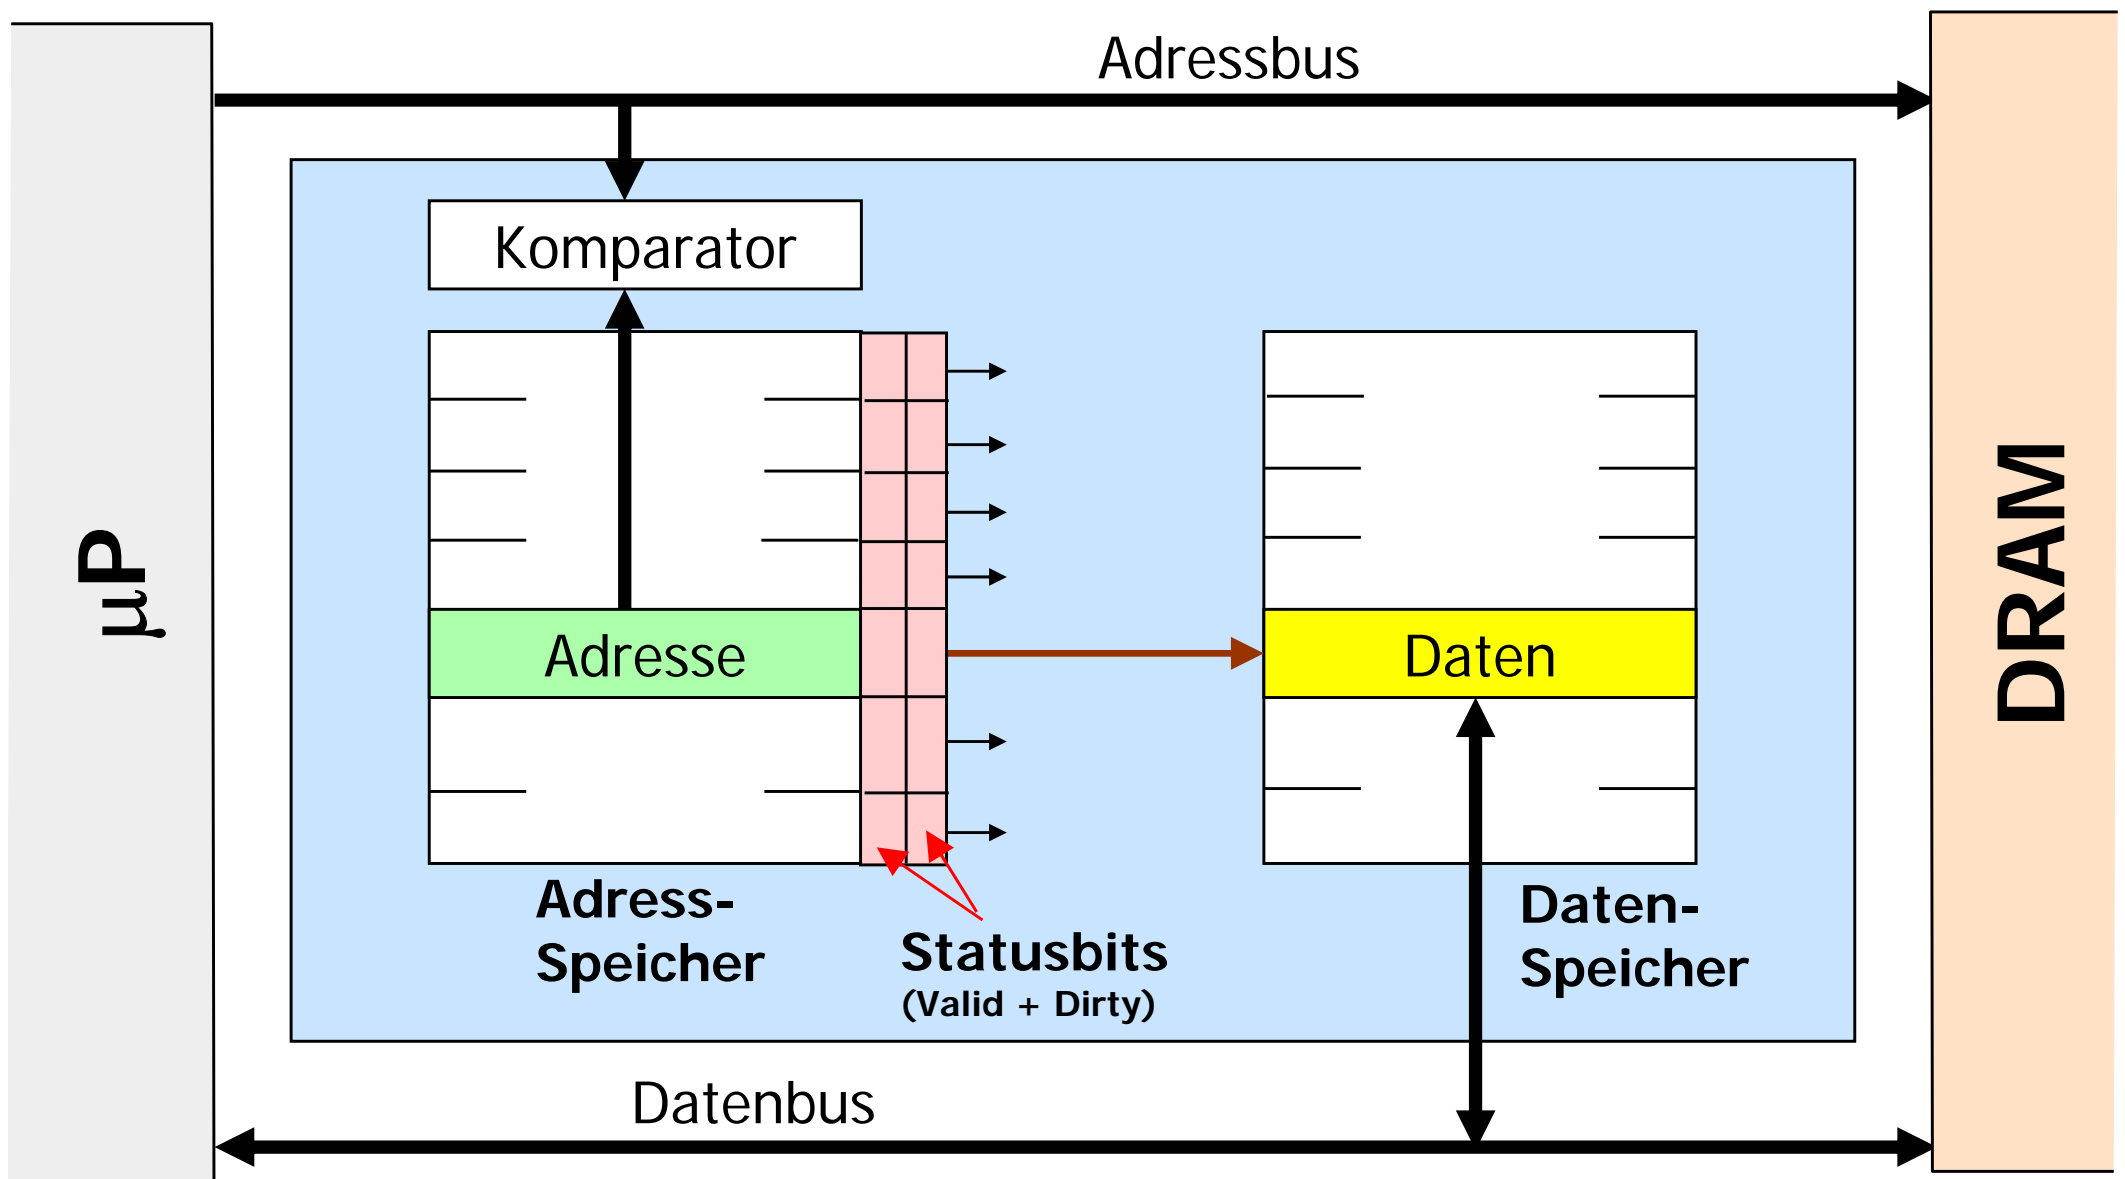 Adressbus
Komparator
µP
Adresse
Daten
DRAM
Adress-
Speicher
Statusbits
(Valid + Dirty)
Daten-
Speicher
Datenbus